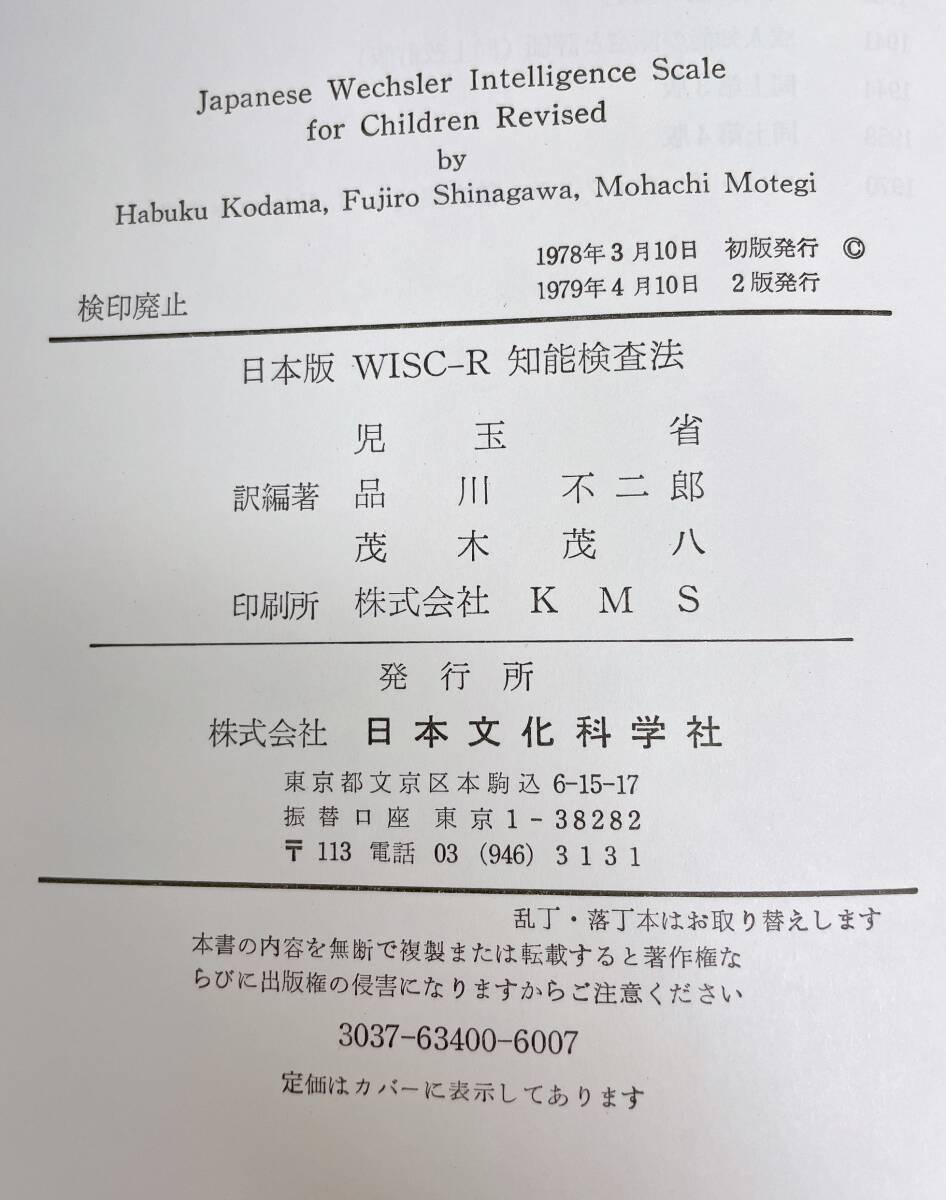 Japanese Wechsler Intelligence Scale
for Children Revised
by
Habuku Kodama, Fujiro Shinagawa, Mohachi Motegi
1978年3月10日 初版発行 ©
1979年4月10日 2版発行
検印廃止
日本版 WISC-R 知能検査法
児玉省
訳編著 品川不二郎
茂木茂八
印刷所 株式会社 KMS
発行所
株式会社 日本文化科学社
東京都文京区本駒込 6-15-17
振替口座 東京1-38282
〒113 電話 03 (946) 3131
乱丁・落丁本はお取り替えします
本書の内容を無断で複製または転載すると著作権な
らびに出版権の侵害になりますからご注意ください
3037-63400-6007
定価はカバーに表示してあります